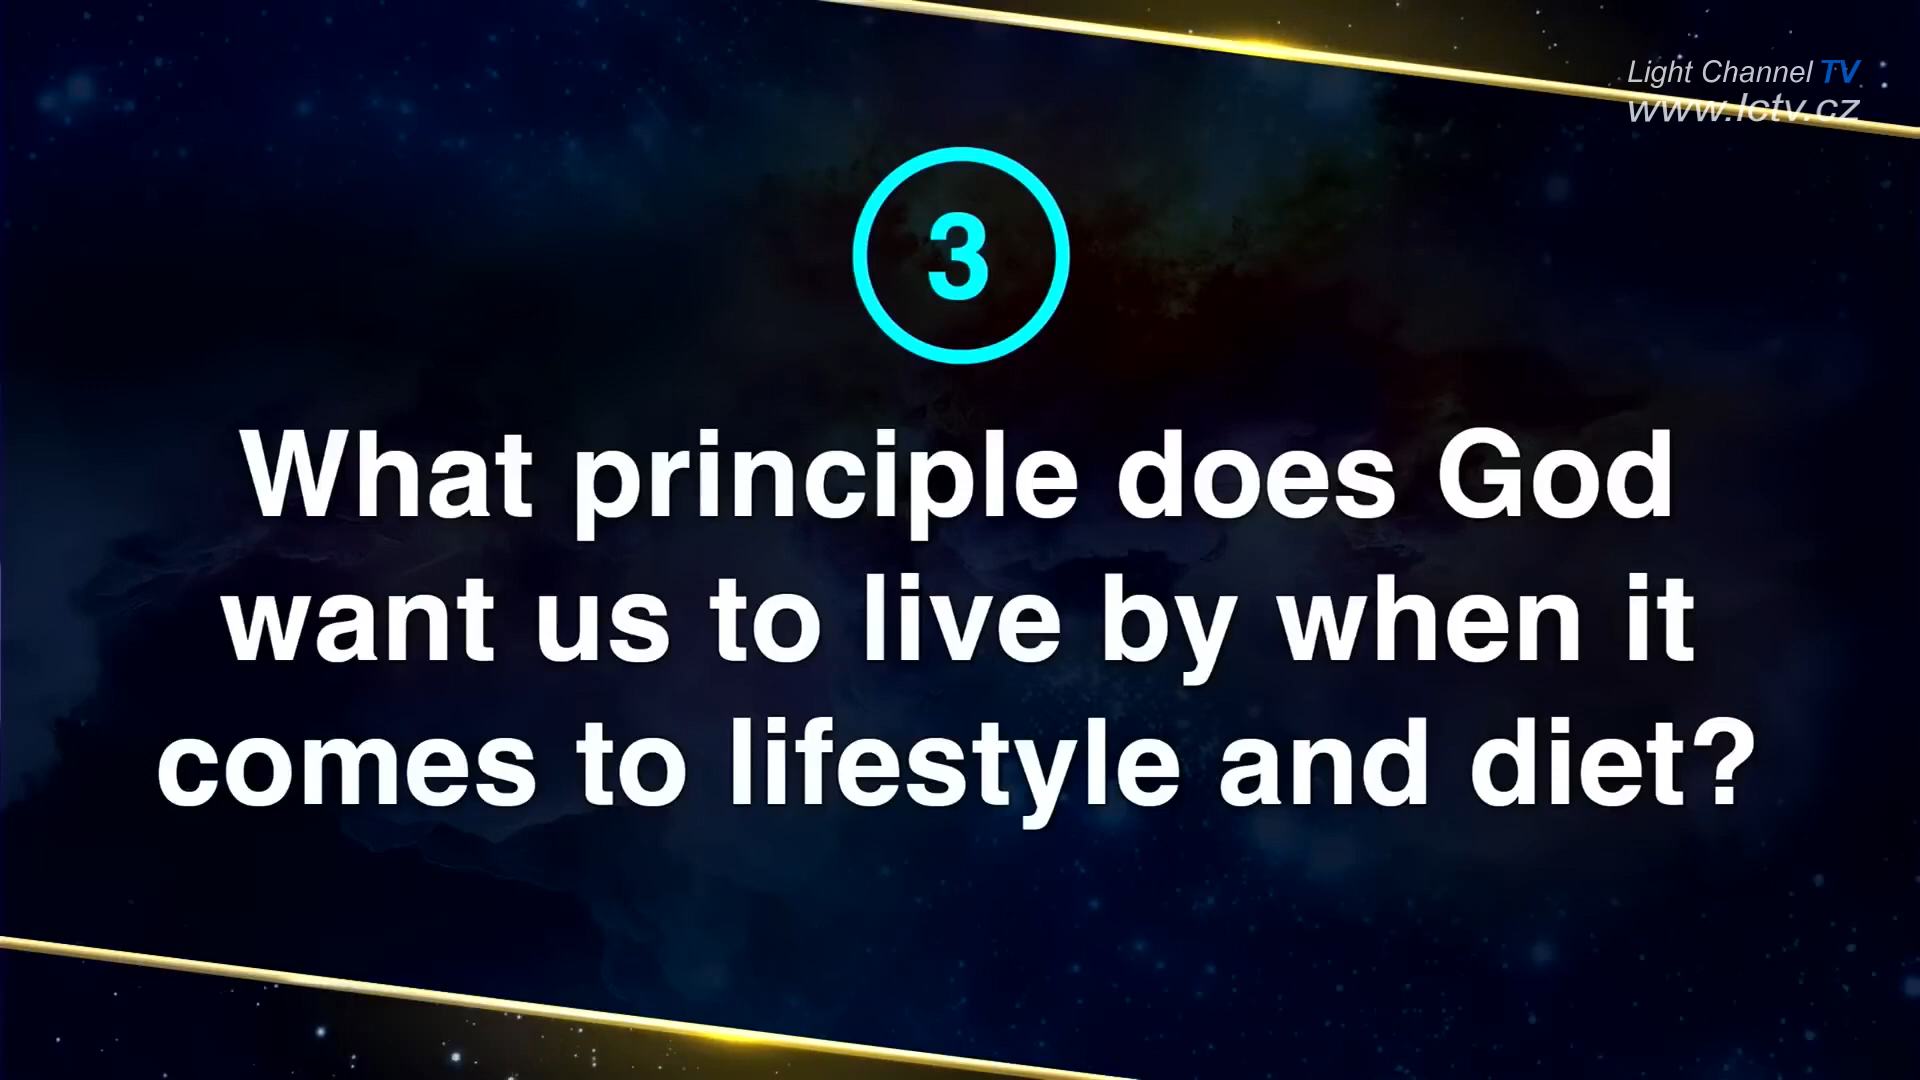 Light Channel TV
www.lctv.cz
3
What principle does God
want us to live by when it
comes to lifestyle and diet?